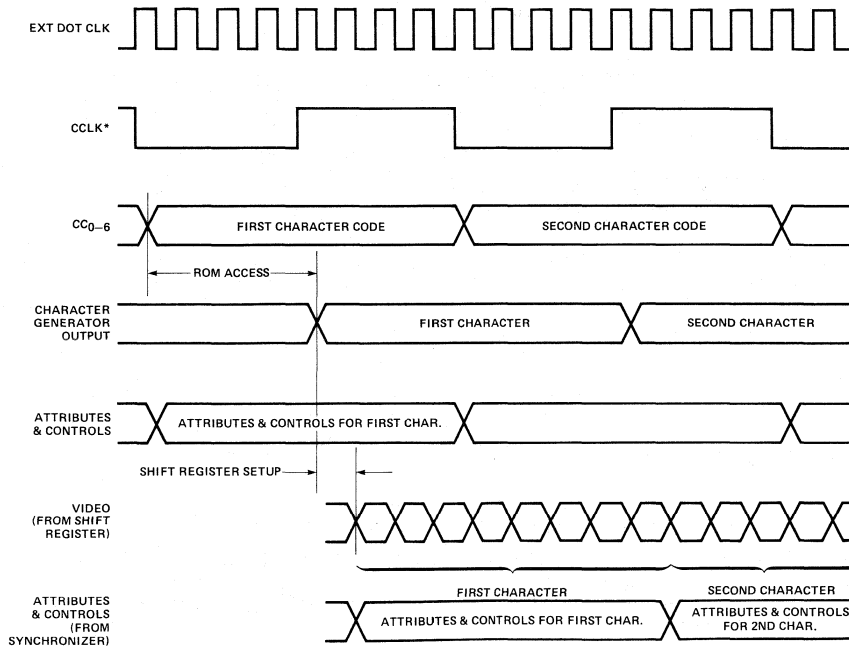 EXT DOT CLK
CCLK*
CC0–6
FIRST CHARACTER CODE
SECOND CHARACTER CODE
ROM ACCESS
CHARACTER
GENERATOR
OUTPUT
FIRST CHARACTER
SECOND CHARACTER
ATTRIBUTES
& CONTROLS
ATTRIBUTES & CONTROLS FOR FIRST CHAR.
SHIFT REGISTER SETUP
VIDEO
(FROM SHIFT
REGISTER)
FIRST CHARACTER
SECOND CHARACTER
ATTRIBUTES
& CONTROLS
(FROM
SYNCHRONIZER)
ATTRIBUTES & CONTROLS FOR FIRST CHAR.
ATTRIBUTES & CONTROLS
FOR 2ND CHAR.